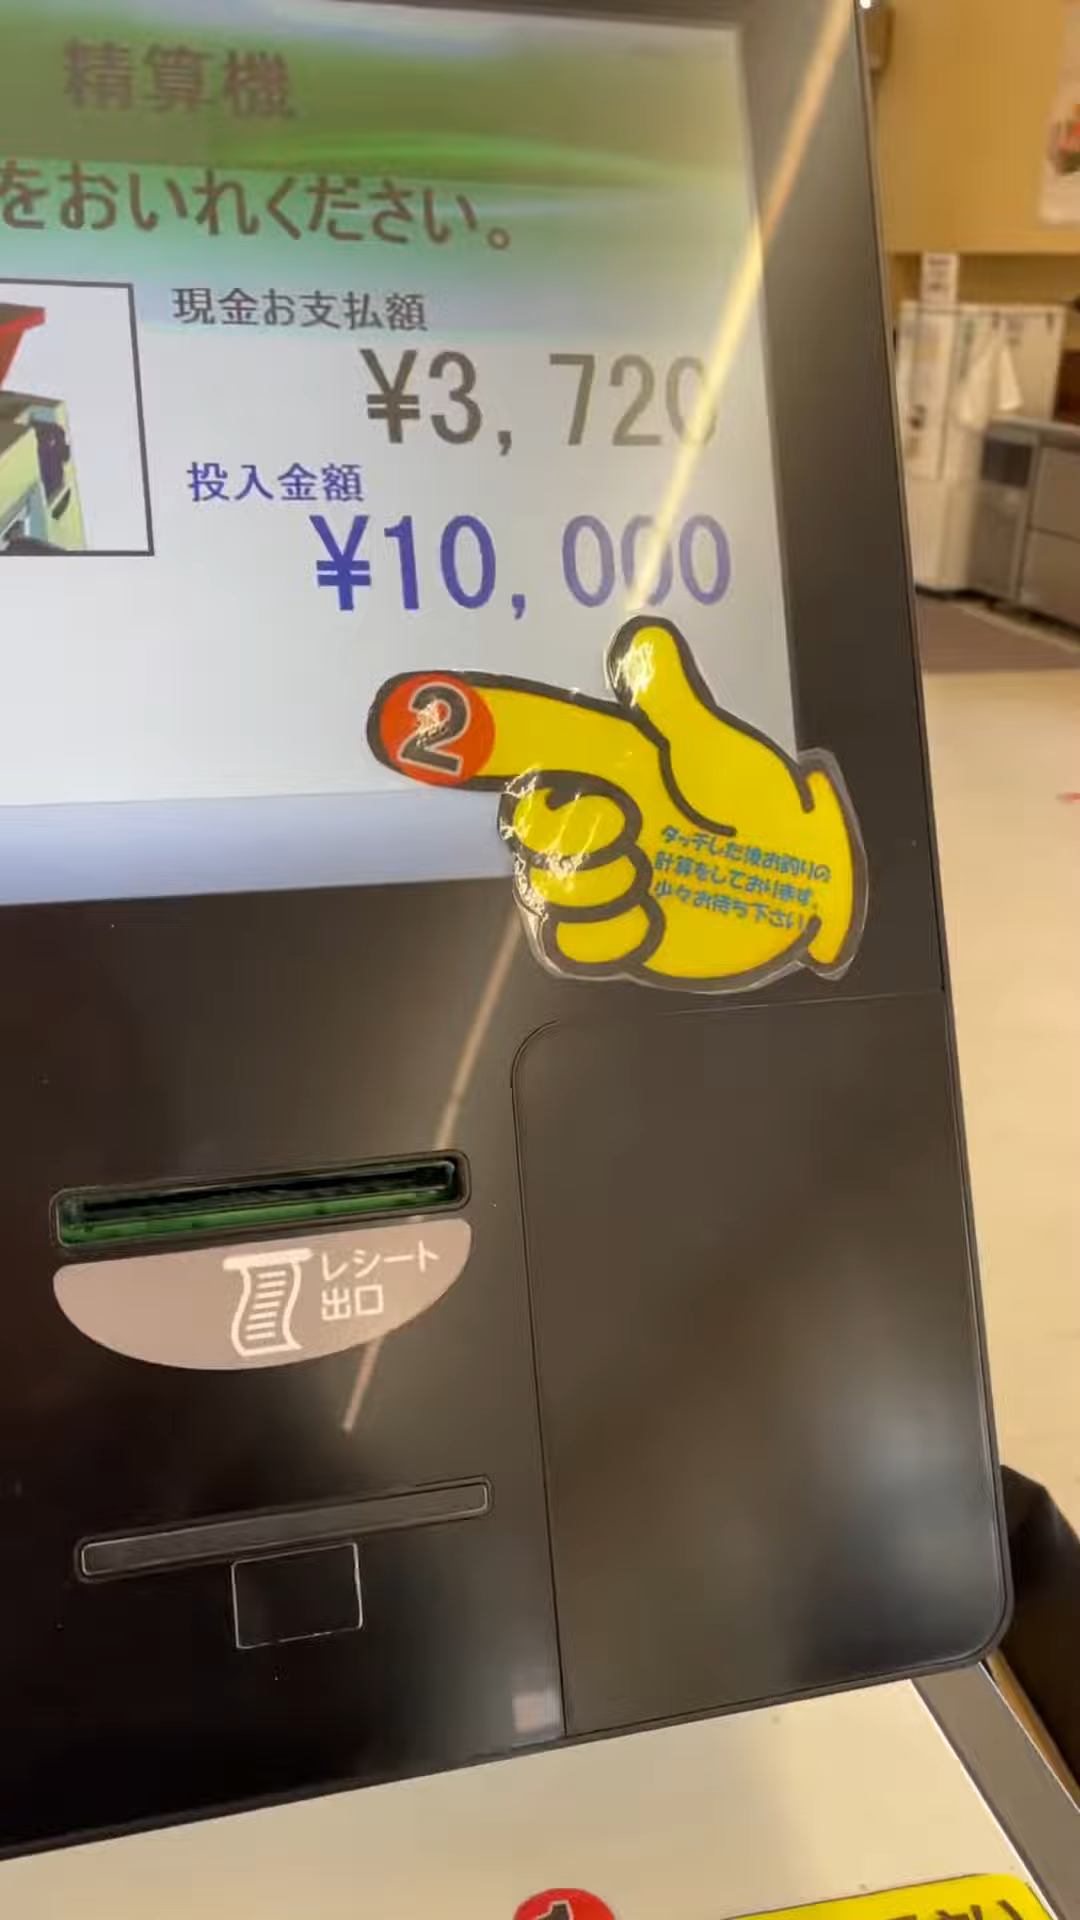 精算機
をおいれください。
現金お支払額
¥3,720
投入金額
¥10,000
2
タッチした後お釣りの
計算をしております。
少々お待ち下さい
レシート
出口
1